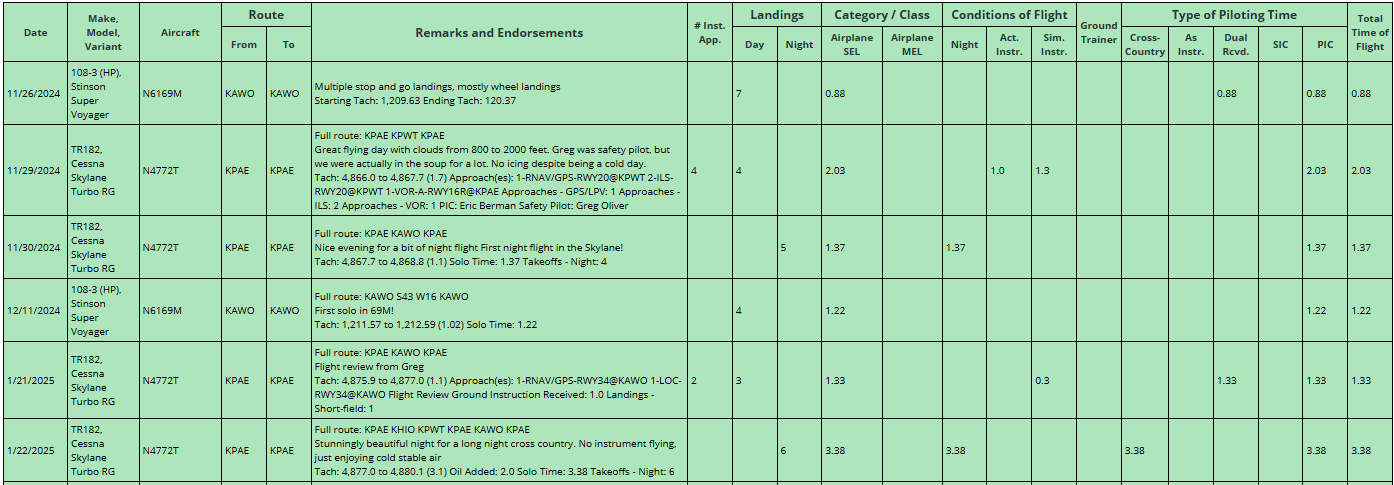 Date Make, Model, Variant Aircraft Route From To Remarks and Endorsements # Inst. App. Landings Day Night Category / Class Airplane SEL Airplane MEL Conditions of Flight Night Act. Instr. Sim. Instr. Ground Trainer Type of Piloting Time Cross-Country As Instr. Dual Rcvd. SIC PIC Total Time of Flight
11/26/2024
108-3 (HP),
Stinson
Super
Voyager
N6169M KAWO KAWO
Multiple stop and go landings, mostly wheel landings
Starting Tach: 1,209.63 Ending Tach: 120.37
7 0.88 0.88 0.88 0.88
11/29/2024
TR182,
Cessna
Skylane
Turbo RG
N4772T KPAE KPAE
Full route: KPAE KPWT KPAE
Great flying day with clouds from 800 to 2000 feet. Greg was safety pilot, but
we were actually in the soup for a lot. No icing despite being a cold day.
Tach: 4,866.0 to 4,867.7 (1.7) Approach(es): 1-RNAV/GPS-RWY20@KPWT 2-ILS-
RWY20@KPWT 1-VOR-A-RWY16R@KPAE Approaches - GPS/LPV: 1 Approaches -
ILS: 2 Approaches - VOR: 1 PIC: Eric Berman Safety Pilot: Greg Oliver
4 4 2.03 1.0 1.3 2.03 2.03
11/30/2024
TR182,
Cessna
Skylane
Turbo RG
N4772T KPAE KPAE
Full route: KPAE KAWO KPAE
Nice evening for a bit of night flight First night flight in the Skylane!
Tach: 4,867.7 to 4,868.8 (1.1) Solo Time: 1.37 Takeoffs - Night: 4
5 1.37 1.37 1.37 1.37
12/11/2024
108-3 (HP),
Stinson
Super
Voyager
N6169M KAWO KAWO
Full route: KAWO S43 W16 KAWO
First solo in 69M!
Tach: 1,211.57 to 1,212.59 (1.02) Solo Time: 1.22
4 1.22 1.22 1.22
1/21/2025
TR182,
Cessna
Skylane
Turbo RG
N4772T KPAE KPAE
Full route: KPAE KAWO KPAE
Flight review from Greg
Tach: 4,875.9 to 4,877.0 (1.1) Approach(es): 1-RNAV/GPS-RWY34@KAWO 1-LOC-
RWY34@KAWO Flight Review Ground Instruction Received: 1.0 Landings -
Short-field: 1
2 3 1.33 0.3 1.33 1.33 1.33
1/22/2025
TR182,
Cessna
Skylane
Turbo RG
N4772T KPAE KPAE
Full route: KPAE KHIO KPWT KPAE KAWO KPAE
Stunningly beautiful night for a long night cross country. No instrument flying,
just enjoying cold stable air
Tach: 4,877.0 to 4,880.1 (3.1) Oil Added: 2.0 Solo Time: 3.38 Takeoffs - Night: 6
6 3.38 3.38 3.38 3.38 3.38